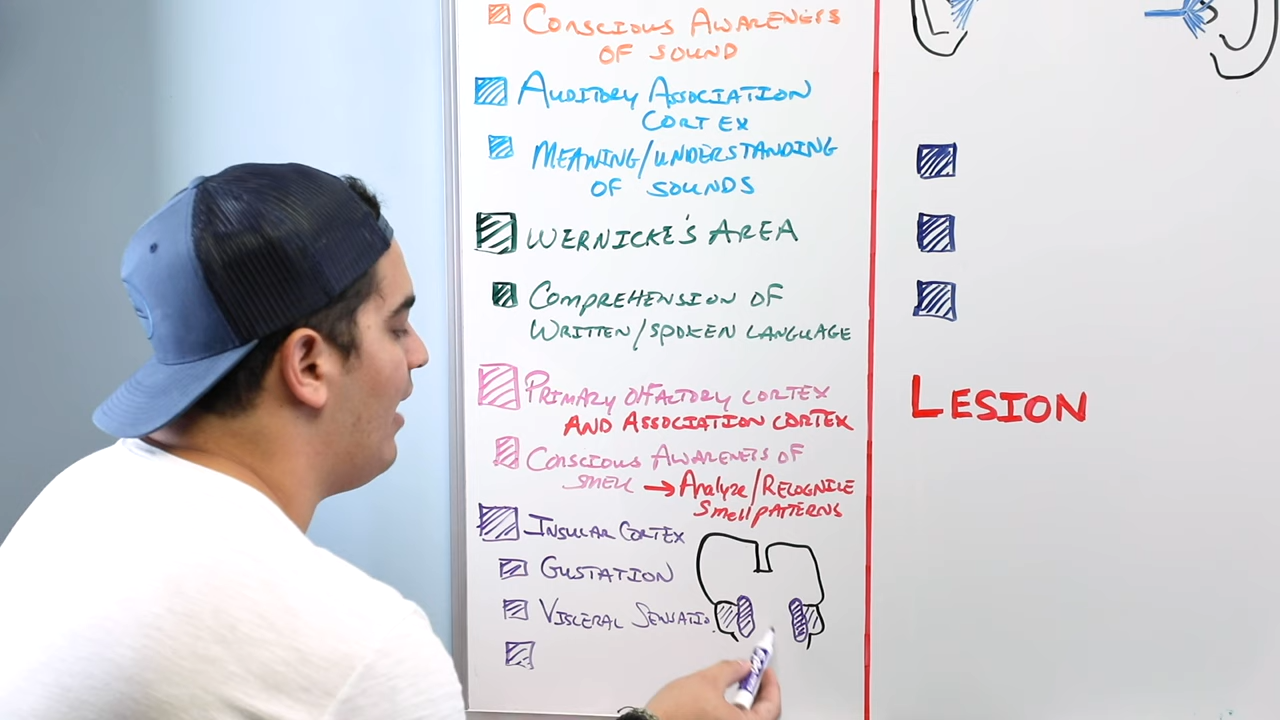 CONSCIOUS AWARENESS
OF SOUND
AUDITORY ASSOCIATION
CORTEX
MEANING/UNDERSTANDING
OF SOUNDS
WERNICKE'S AREA
COMPREHENSION OF
WRITTEN/SPOKEN LANGUAGE
PRIMARY OLFACTORY CORTEX
AND ASSOCIATION CORTEX
CONSCIOUS AWARENESS OF
SMELL → Analyze/RECOGNIZE
Smell PATTERNS
INSULAR CORTEX
GUSTATION
VISCERAL SENSATIO
LESION